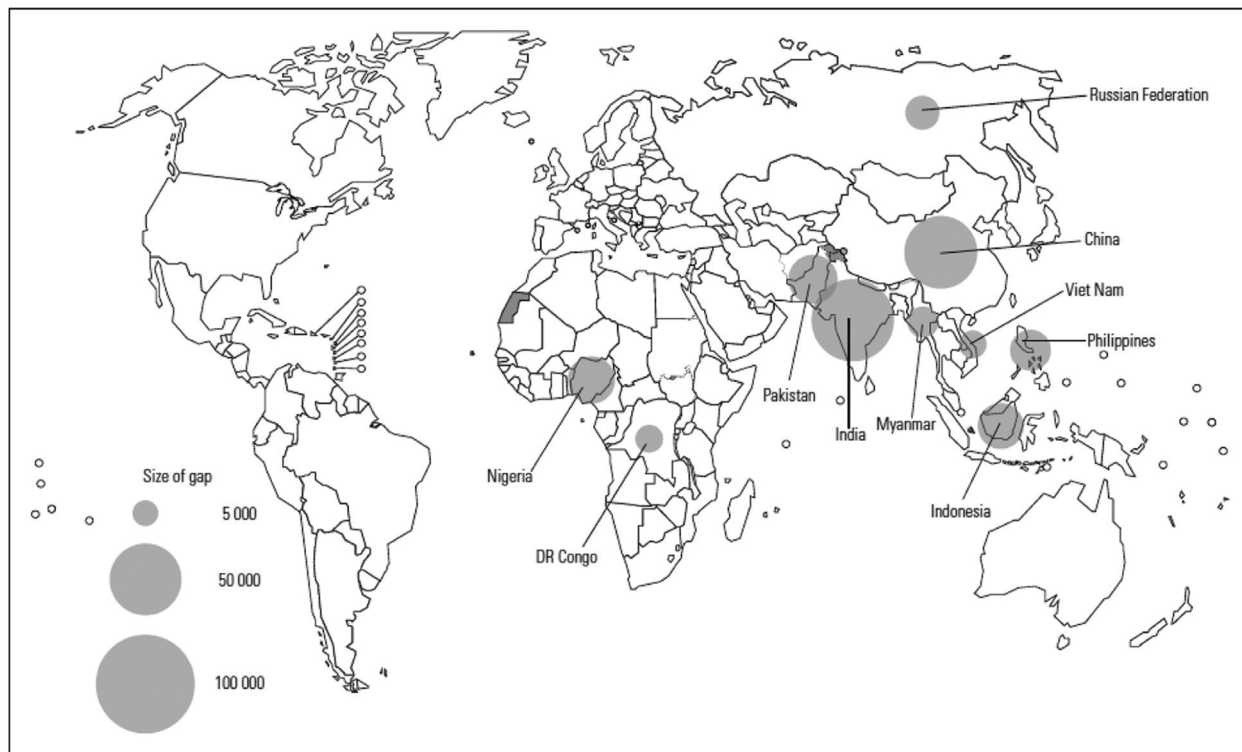 Russian Federation
China
Viet Nam
Philippines
Pakistan
India
Myanmar
Indonesia
Nigeria
DR Congo
Size of gap
5 000
50 000
100 000